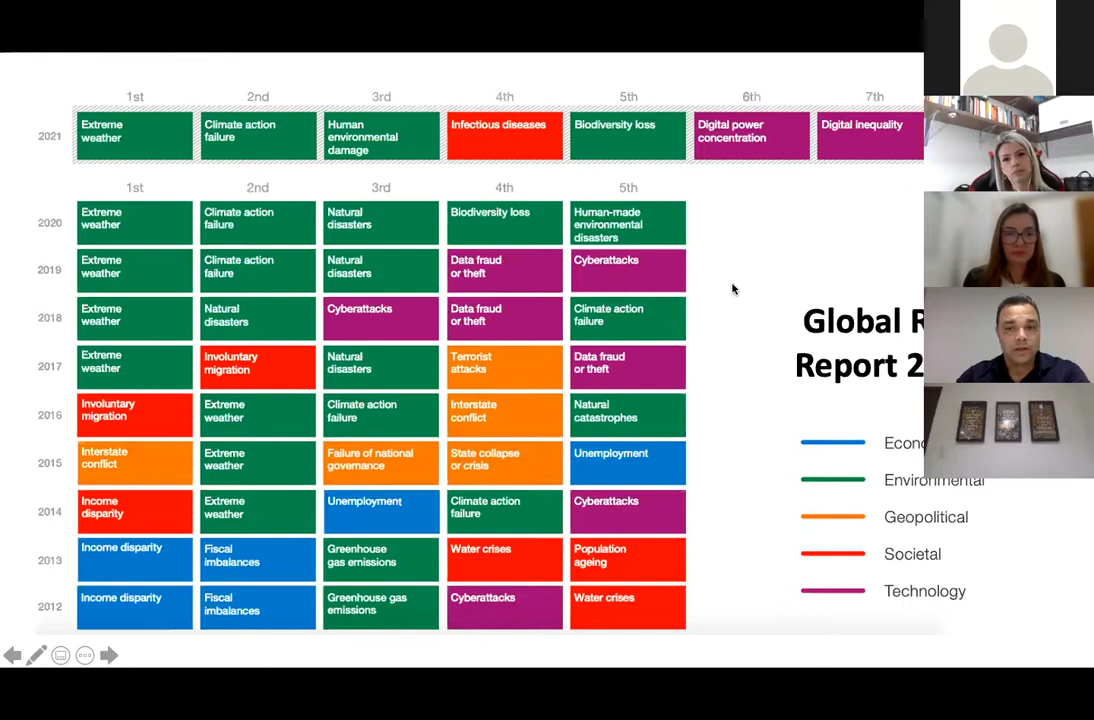 1st 2nd 3rd 4th 5th 6th 7th
2021
Extreme
weather
Climate action
failure
Human
environmental
damage
Infectious diseases
Biodiversity loss
Digital power
concentration
Digital inequality
1st 2nd 3rd 4th 5th
2020
Extreme
weather
Climate action
failure
Natural
disasters
Biodiversity loss
Human-made
environmental
disasters
2019
Extreme
weather
Climate action
failure
Natural
disasters
Data fraud
or theft
Cyberattacks
2018
Extreme
weather
Natural
disasters
Cyberattacks
Data fraud
or theft
Climate action
failure
2017
Extreme
weather
Involuntary
migration
Natural
disasters
Terrorist
attacks
Data fraud
or theft
2016
Involuntary
migration
Extreme
weather
Climate action
failure
Interstate
conflict
Natural
catastrophes
2015
Interstate
conflict
Extreme
weather
Failure of national
governance
State collapse
or crisis
Unemployment
2014
Income
disparity
Extreme
weather
Unemployment
Climate action
failure
Cyberattacks
2013
Income disparity
Fiscal
imbalances
Greenhouse
gas emissions
Water crises
Population
ageing
2012
Income disparity
Fiscal
imbalances
Greenhouse gas
emissions
Cyberattacks
Water crises
Global R
Report 2
Econ
Environmental
Geopolitical
Societal
Technology